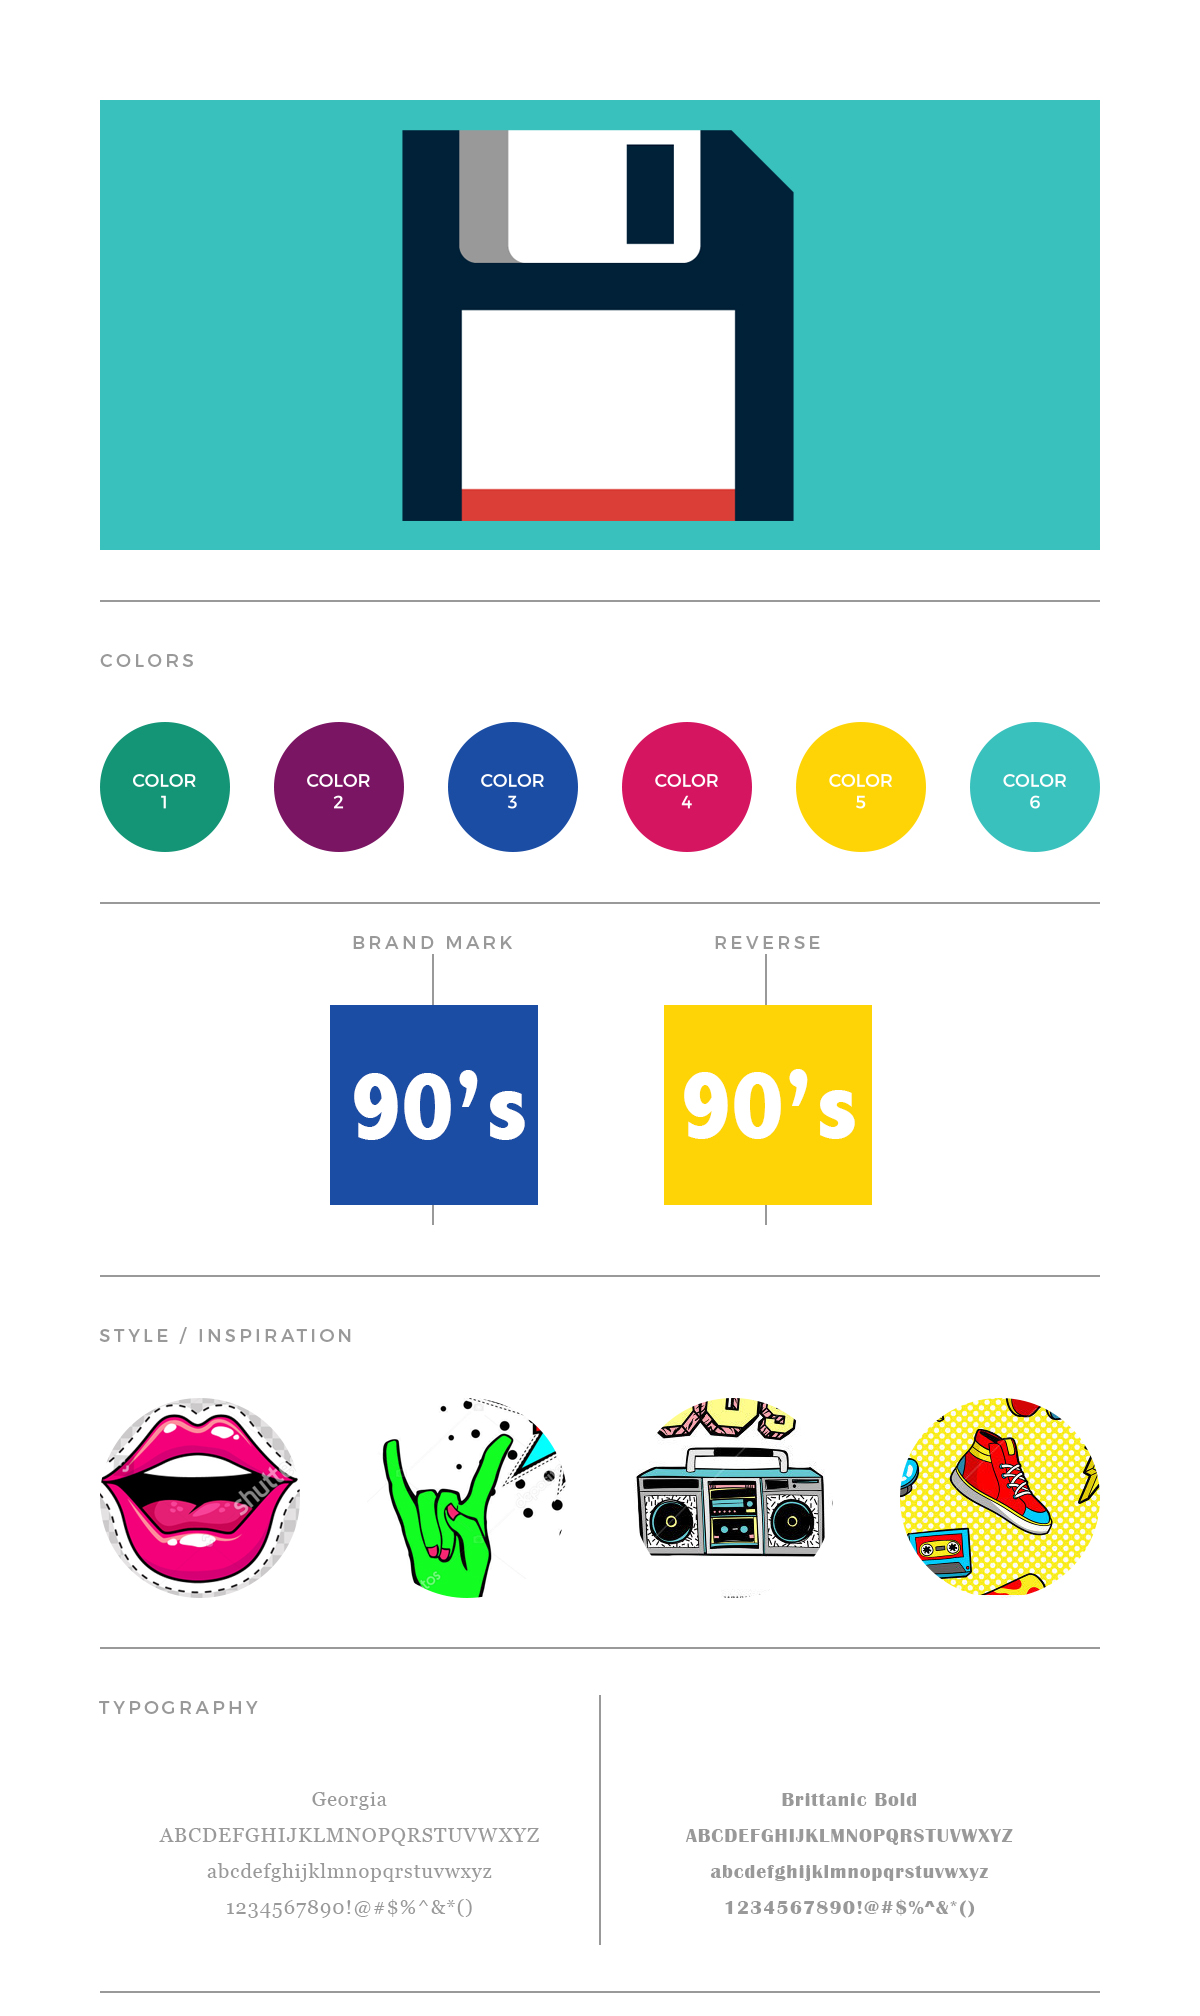 COLORS
COLOR
1
COLOR
2
COLOR
3
COLOR
4
COLOR
5
COLOR
6
BRAND MARK
REVERSE
90’s
90’s
STYLE / INSPIRATION
shutt
tos
TYPOGRAPHY
Georgia
ABCDEFGHIJKLMNOPQRSTUVWXYZ
abcdefghijklmnopqrstuvwxyz
1234567890!@#$%^&*()
Brittanic Bold
ABCDEFGHIJKLMNOPQRSTUVWXYZ
abcdefghijklmnopqrstuvwxyz
1234567890!@#$%^&*()